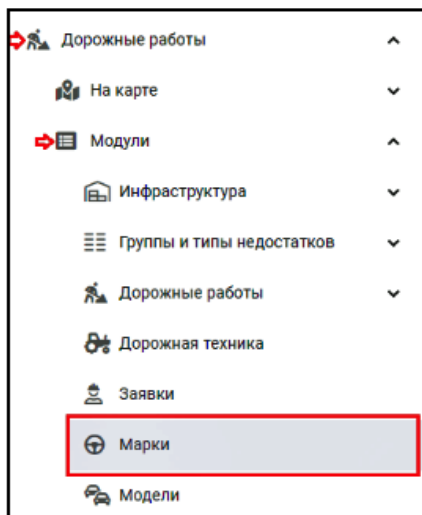 Дорожные работы
На карте
Модули
Инфраструктура
Группы и типы недостатков
Дорожные работы
Дорожная техника
Заявки
Марки
Модели